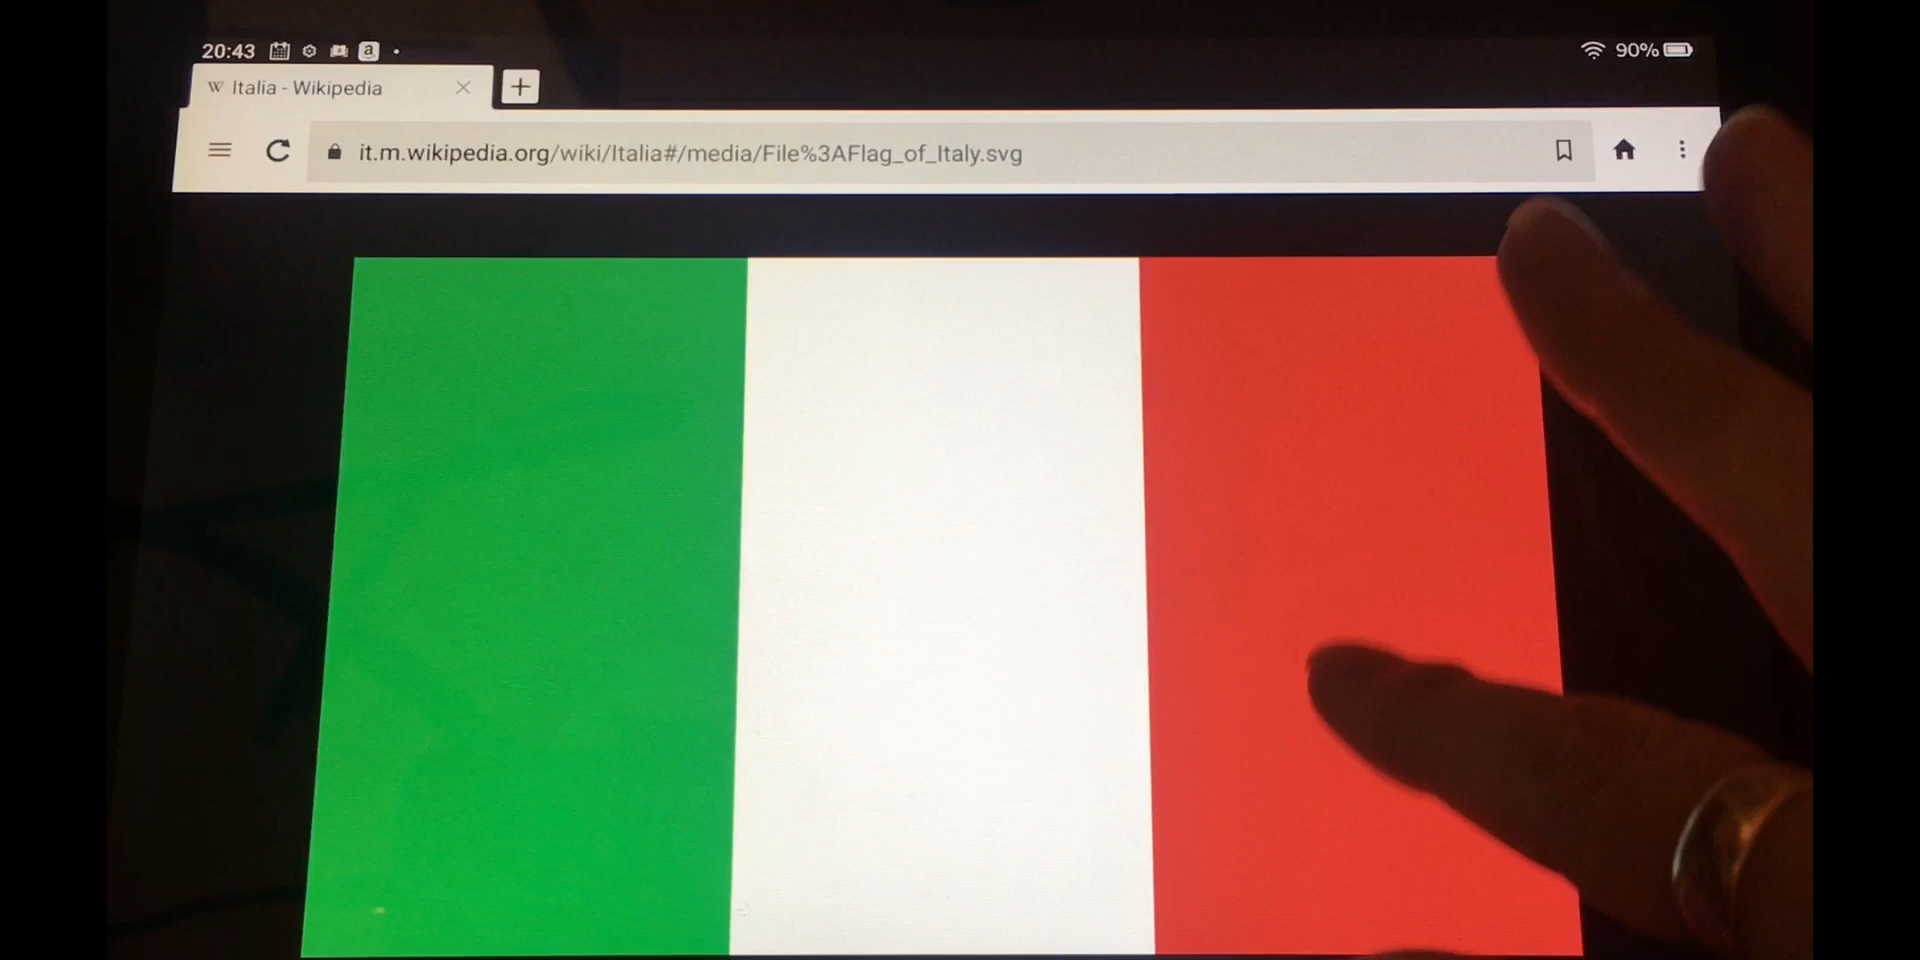 20:43 a 90%
W Italia - Wikipedia
it.m.wikipedia.org/wiki/Italia#/media/File%3AFlag_of_Italy.svg